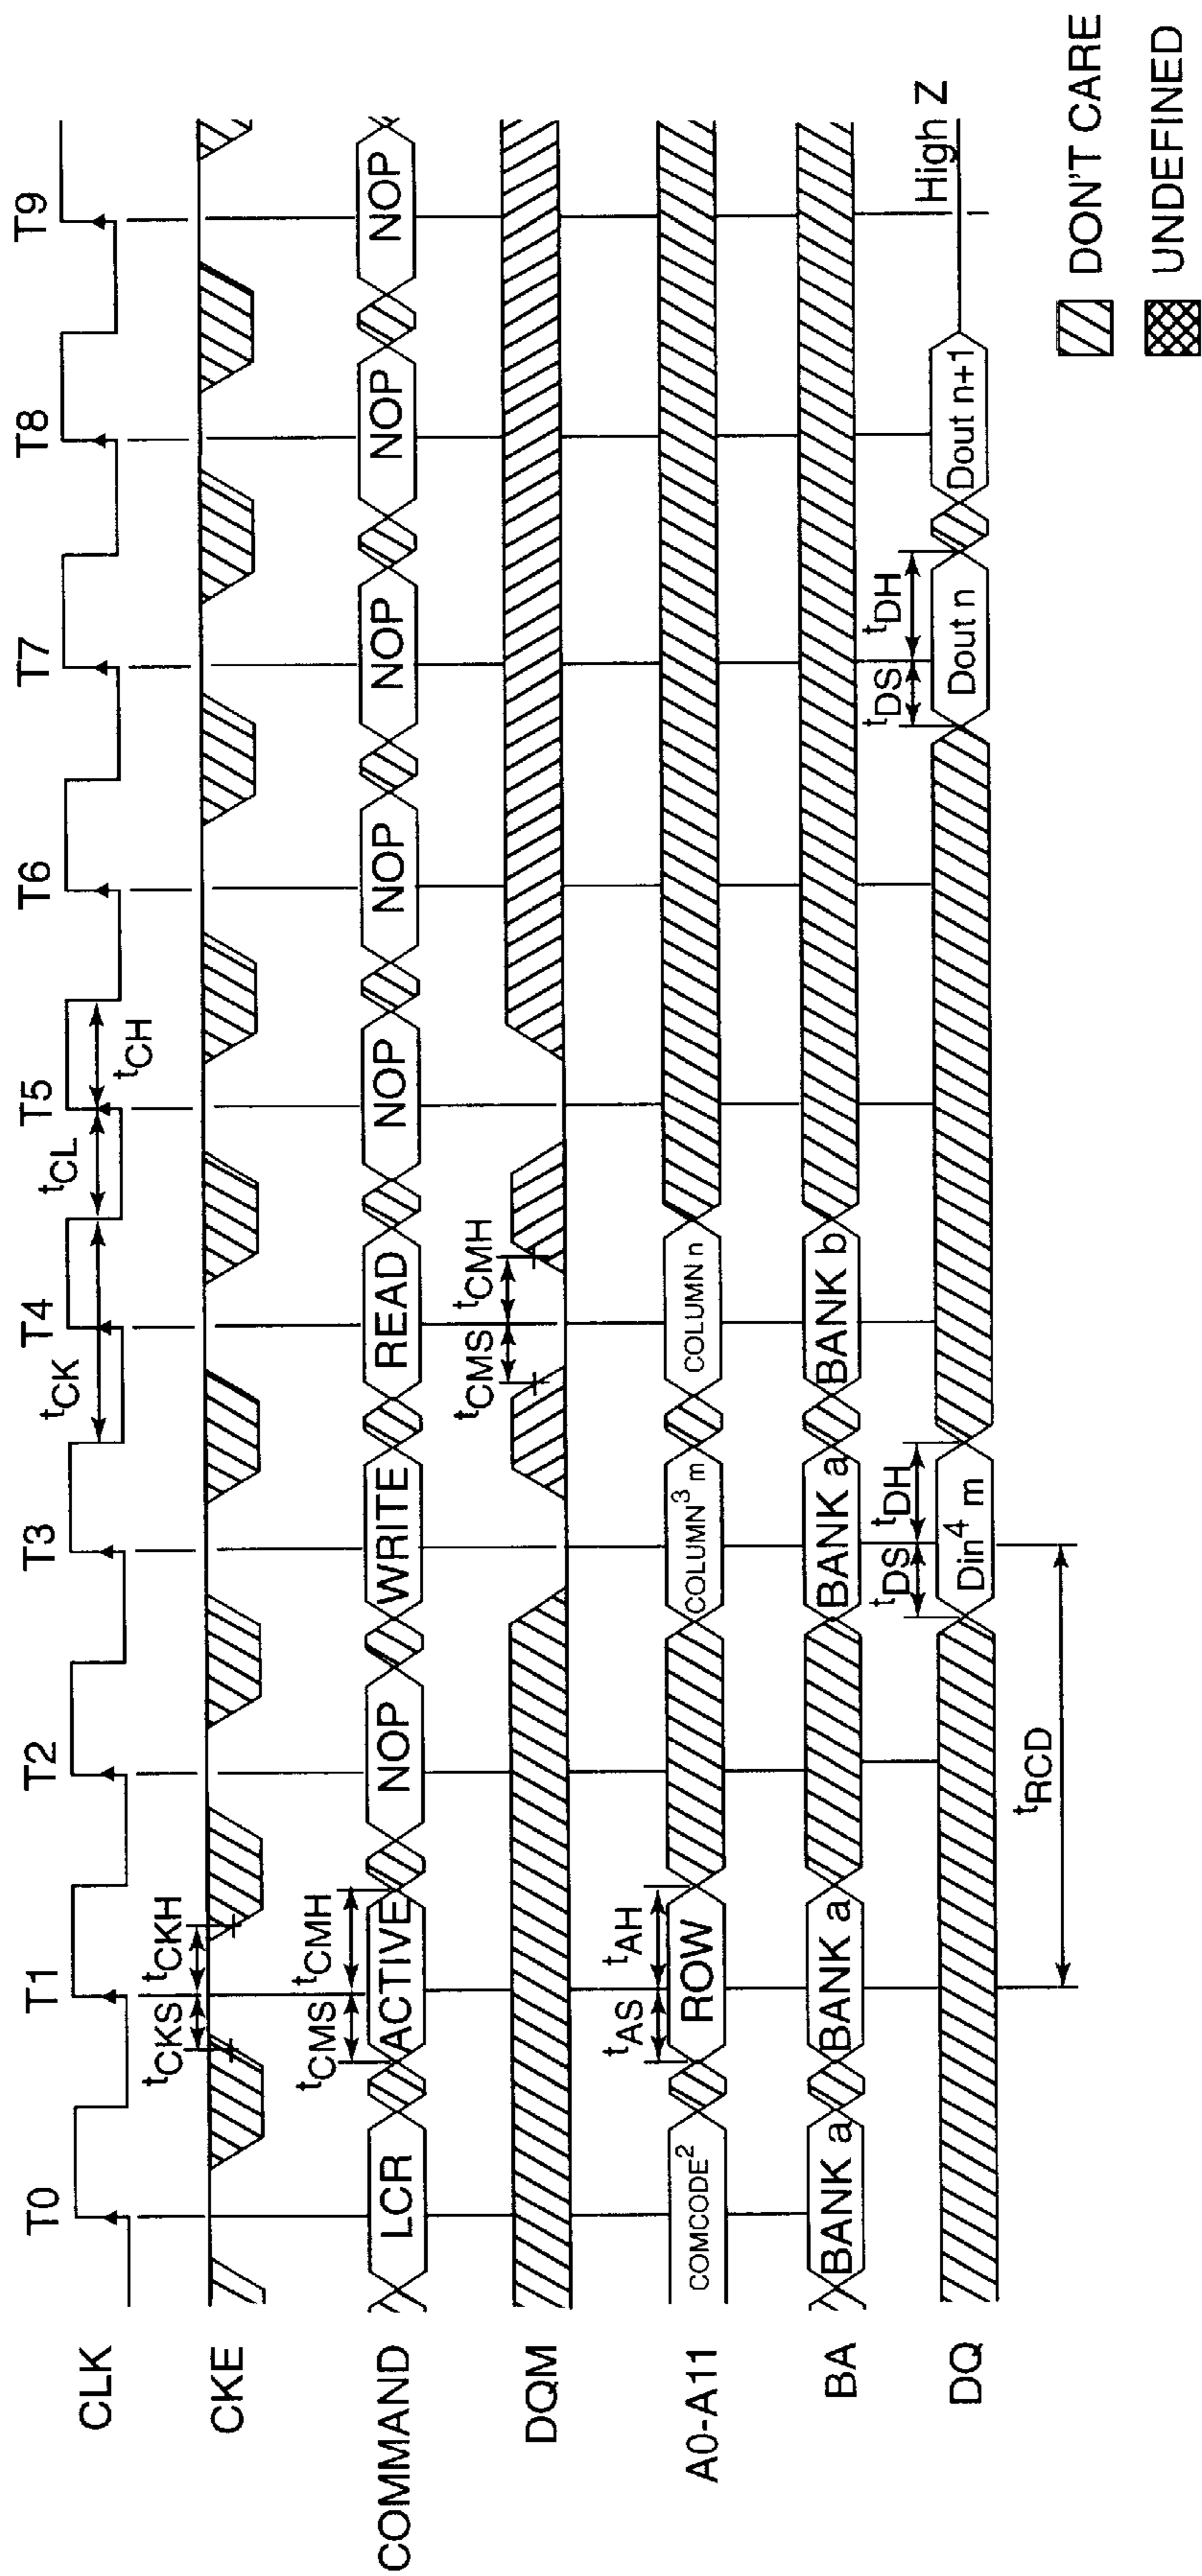 T0 T1 T2 T3 T4 T5 T6 T7 T8 T9
CLK
tCK tCL tCH
CKE
tCKS tCKH
COMMAND LCR ACTIVE NOP WRITE READ NOP NOP NOP NOP NOP
tCMS tCMH
DQM
tCMS tCMH
A0-A11 COMCODE² ROW COLUMN³ m COLUMN n
tAS tAH
BA BANK a BANK a BANK a BANK b
DQ Din⁴ m Dout n Dout n+1 High Z
tDS tDH tDS tDH
tRCD
DON'T CARE
UNDEFINED